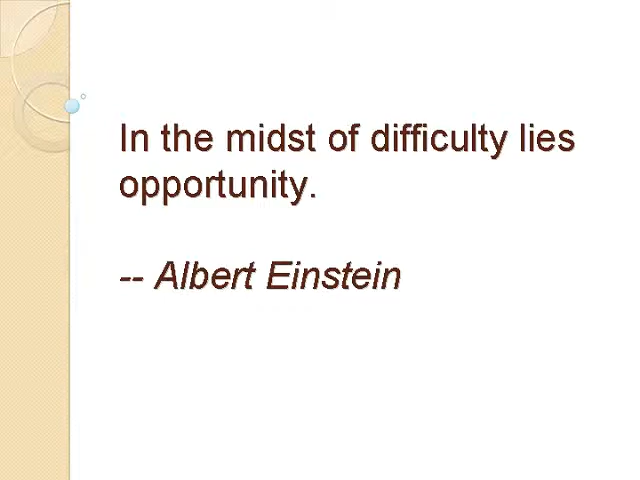 In the midst of difficulty lies
opportunity.
-- Albert Einstein